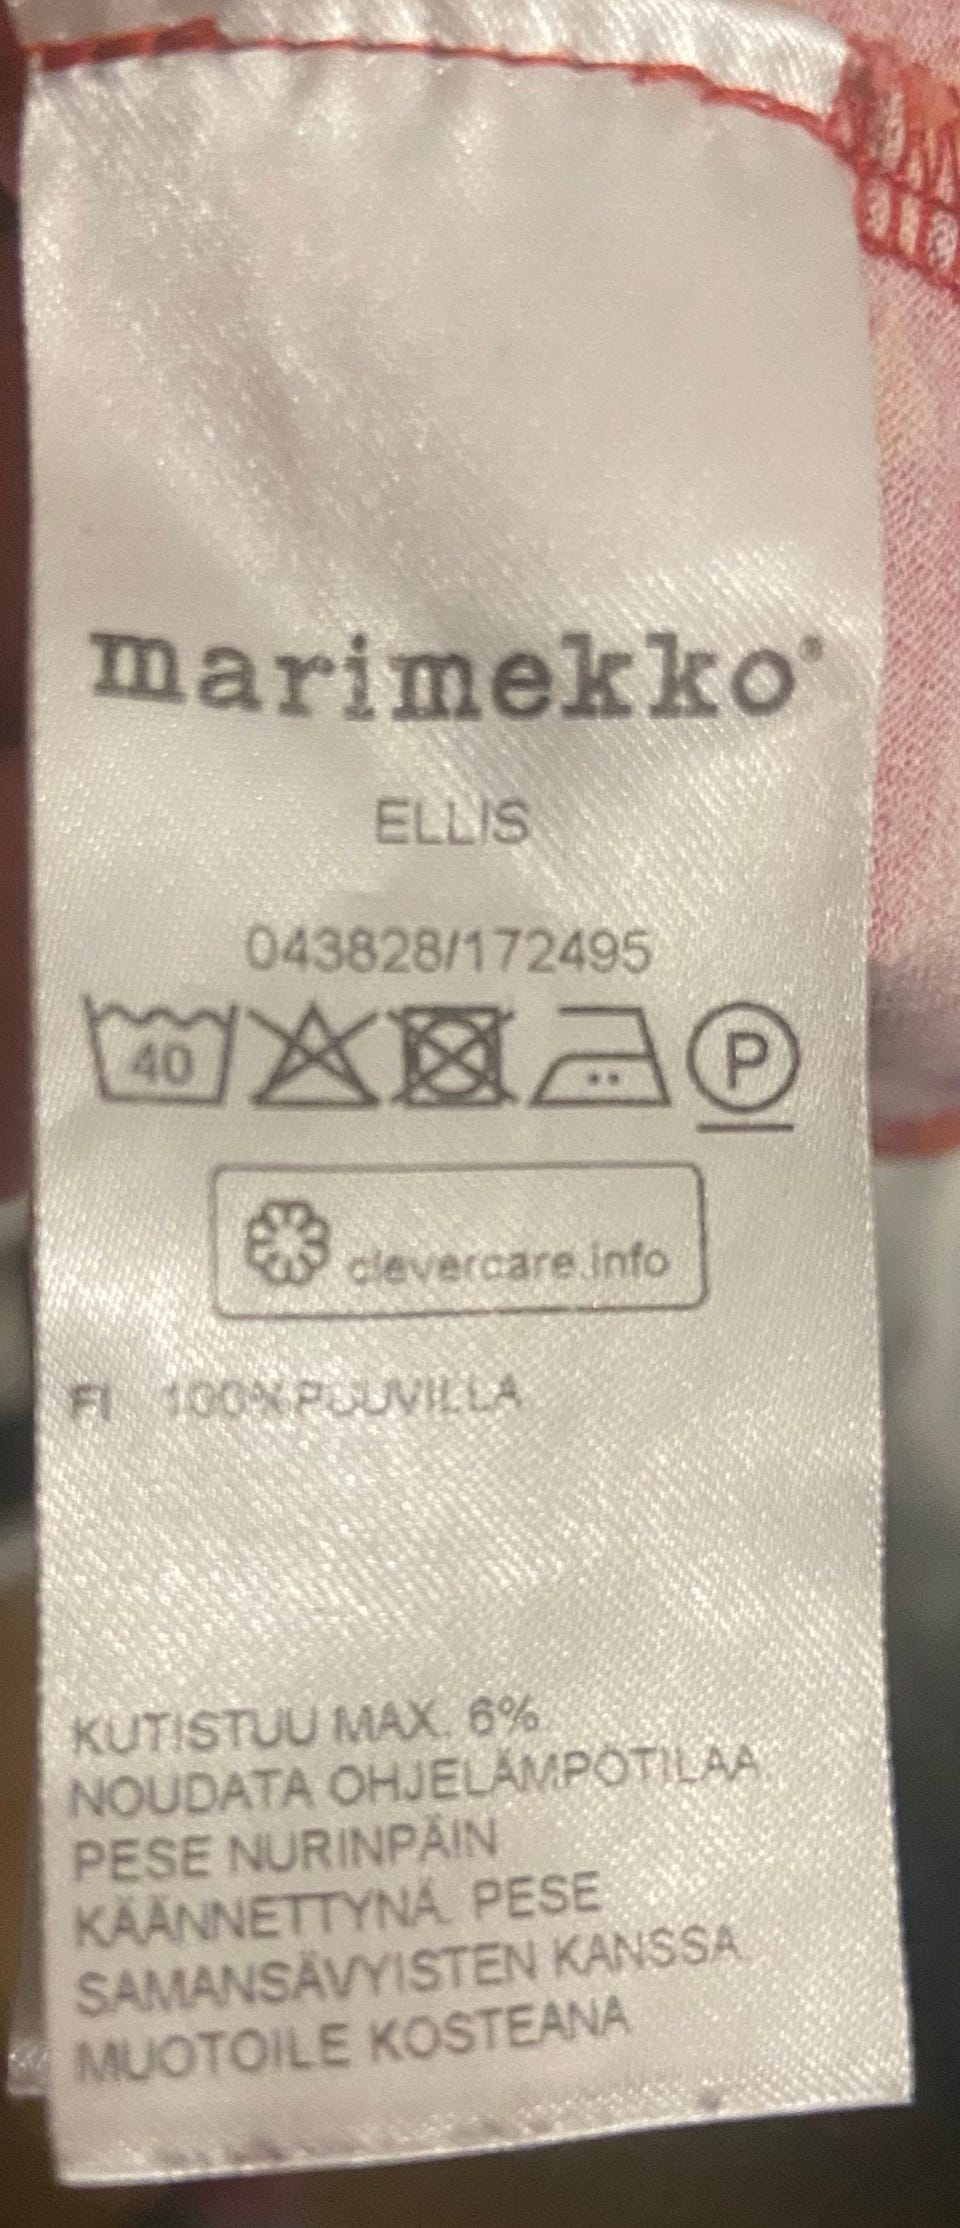 marimekko®
ELLIS
043828/172495
40 P
clevercare.info
FI 100% PUUVILLA
KUTISTUU MAX. 6%.
NOUDATA OHJELÄMPÖTILAA.
PESE NURINPÄIN
KÄÄNNETTYNÄ. PESE
SAMANSÄVYISTEN KANSSA.
MUOTOILE KOSTEANA.